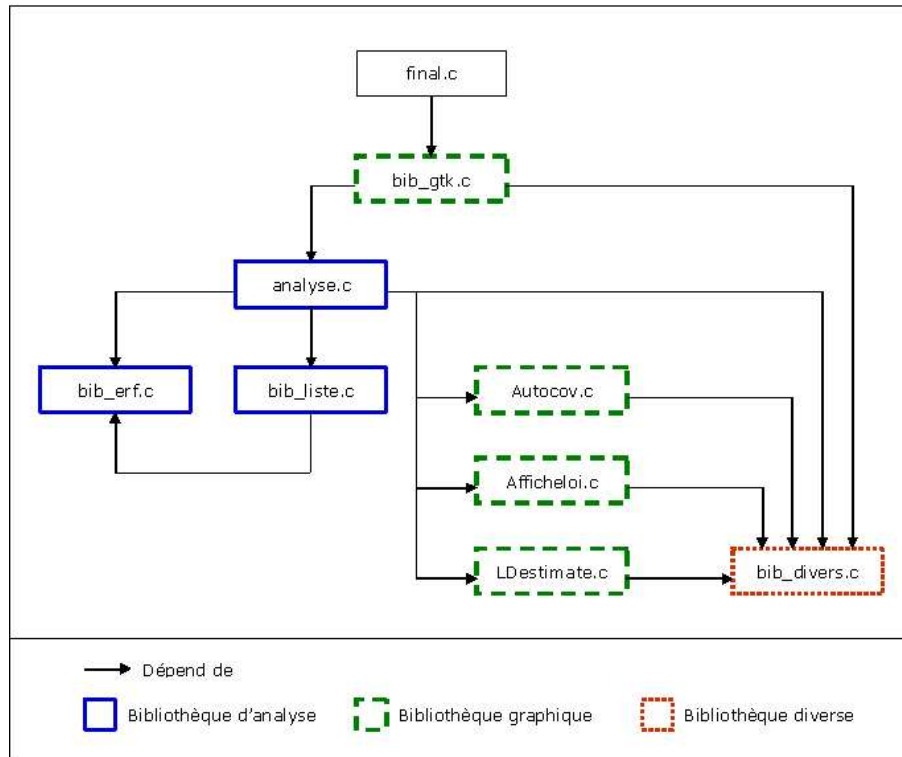 final.c
bib_gtk.c
analyse.c
bib_erf.c
bib_liste.c
Autocov.c
Afficheloi.c
LDestimate.c
bib_divers.c
Dépend de
Bibliothèque d'analyse
Bibliothèque graphique
Bibliothèque diverse